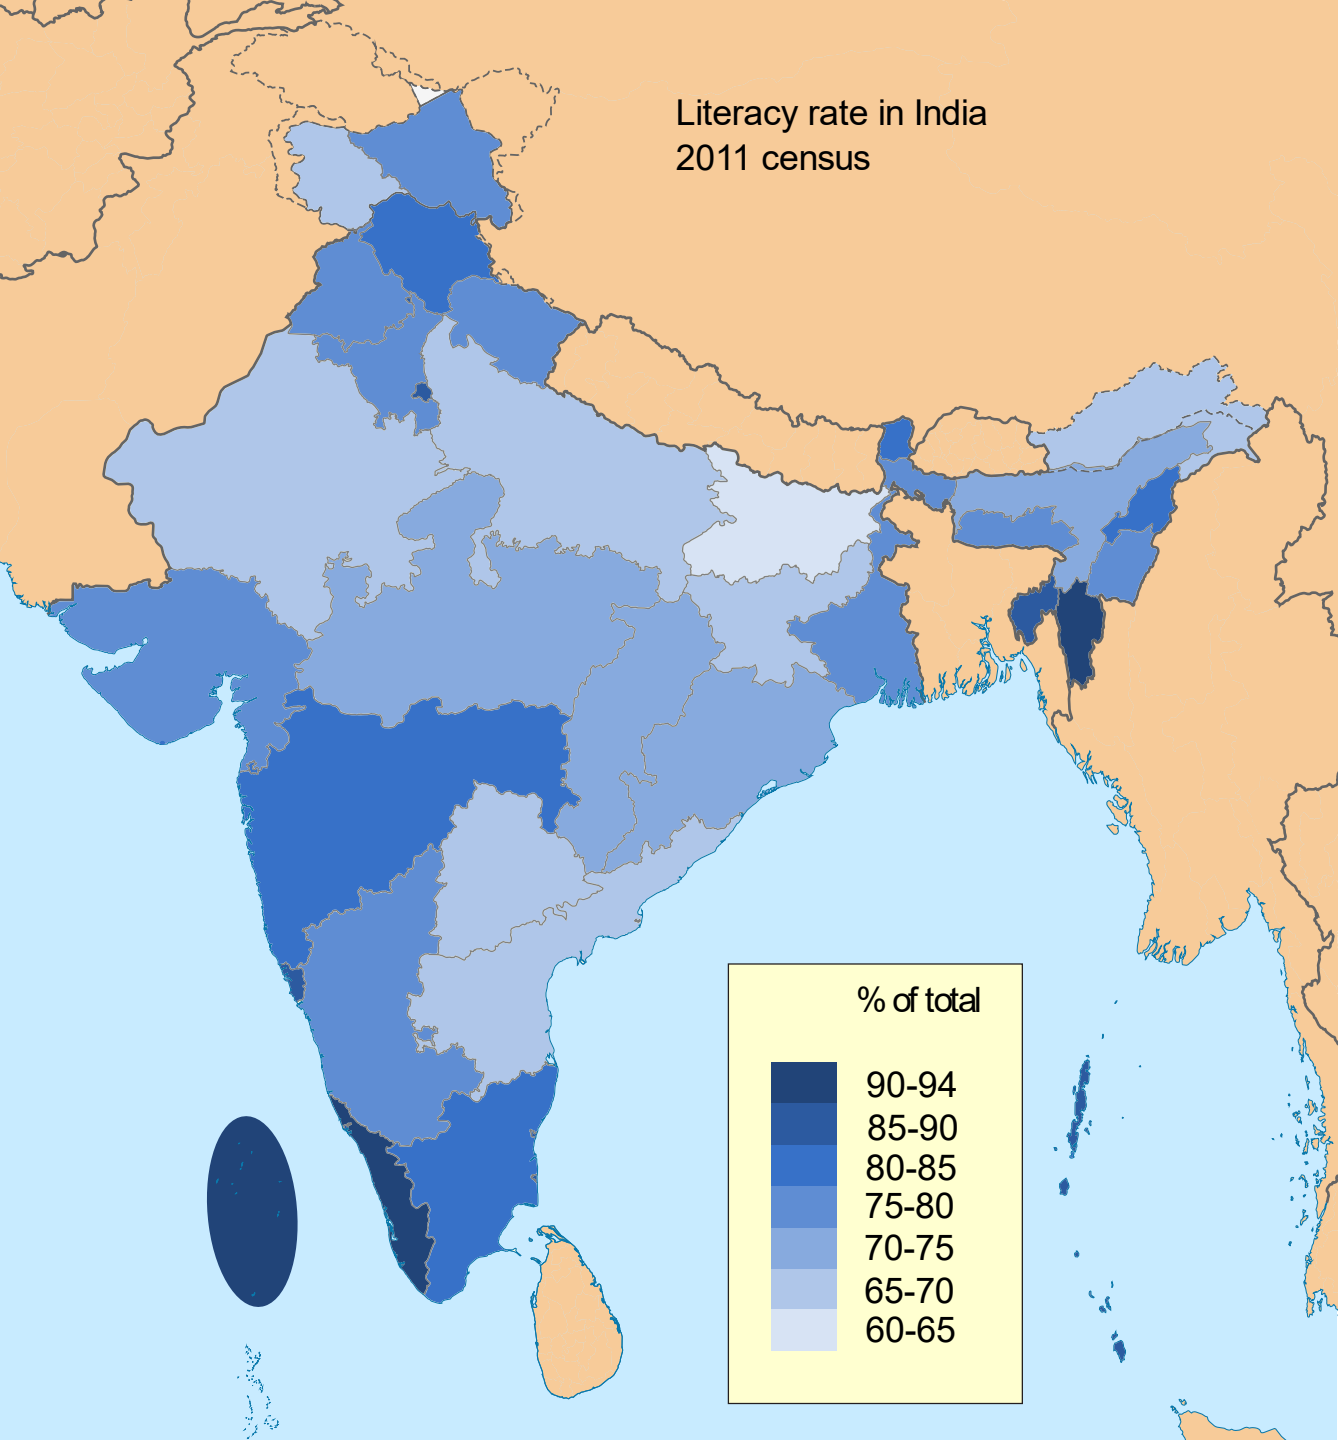 Literacy rate in India
2011 census
% of total
90-94
85-90
80-85
75-80
70-75
65-70
60-65